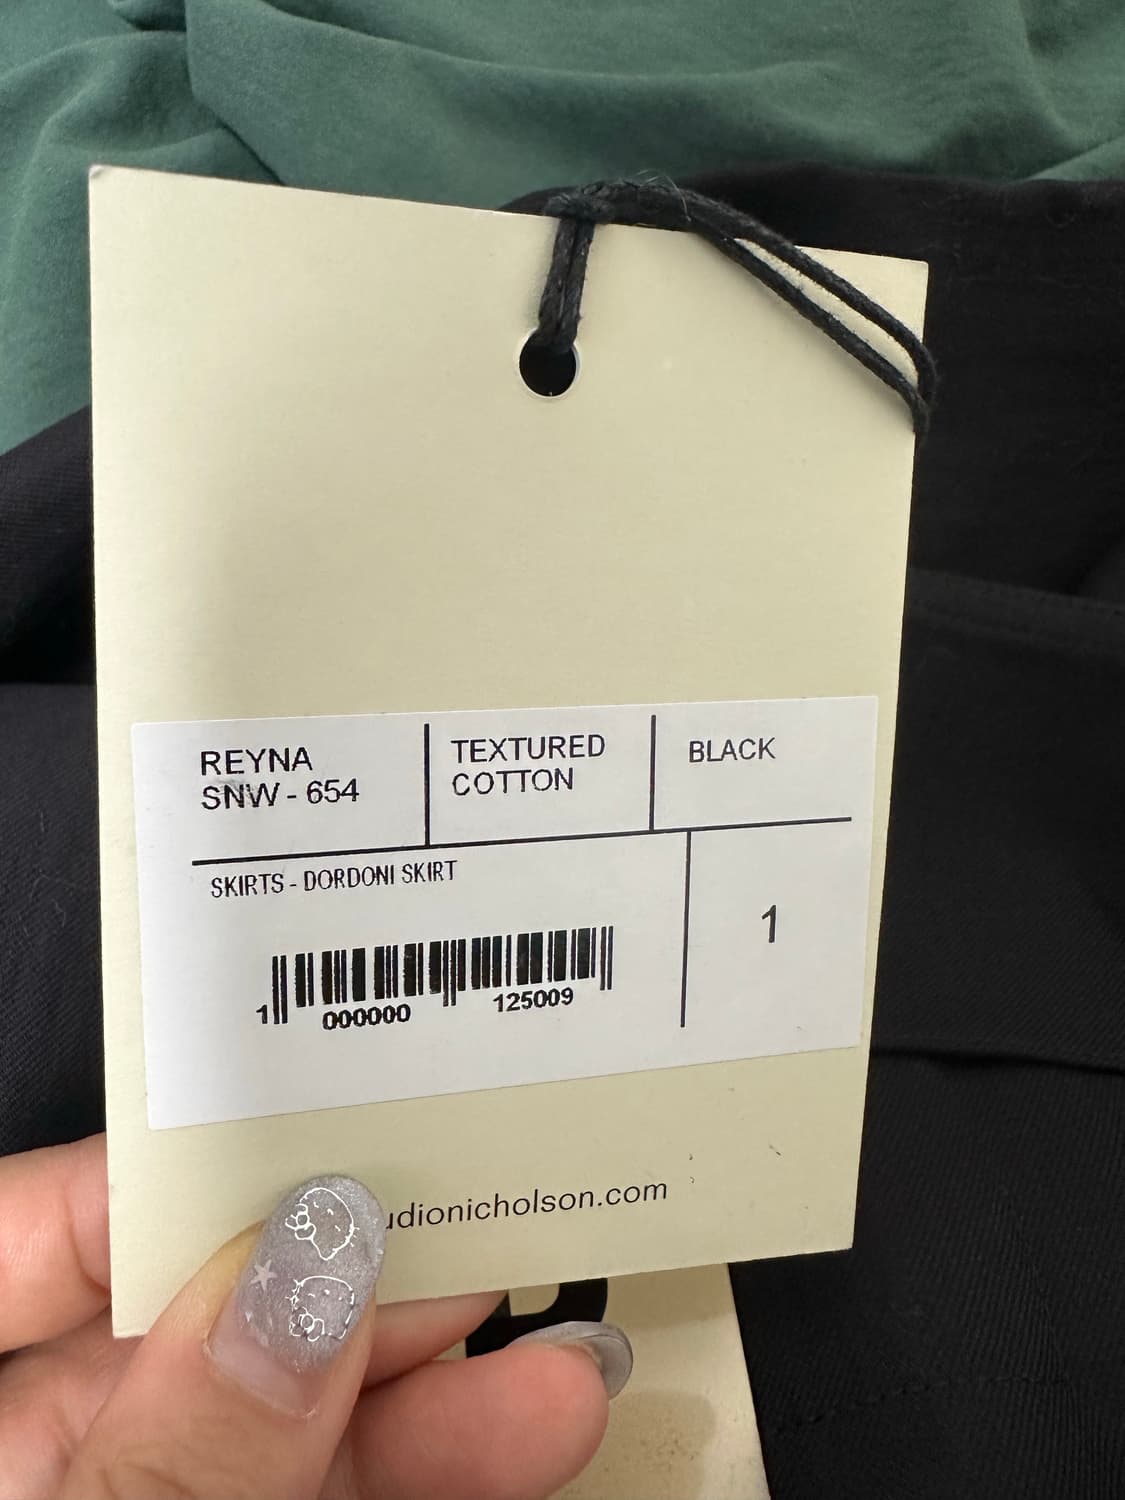 REYNA
SNW - 654
TEXTURED
COTTON
BLACK
SKIRTS - DORDONI SKIRT
1
1 000000 125009
udionicholson.com